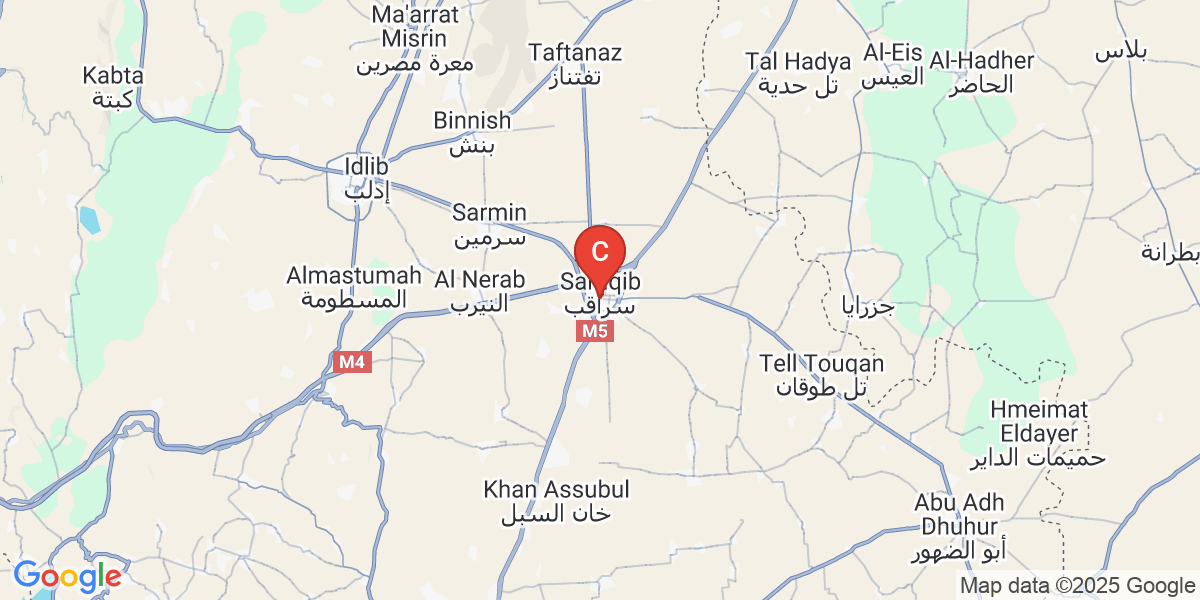 Ma'arrat
Misrin
معرة مصرين
Taftanaz
تفتناز
Tal Hadya
تل حدية
Al-Eis
العيس
Al-Hadher
الحاضر
بلاس
Kabta
كبتة
Binnish
بنش
Idlib
إدلب
Sarmin
سرمين
C
بطرانة
Almastumah
المسطومة
Al Nerab
النيرب
Saraqib
سراقب
M5
جزرايا
M4
Tell Touqan
تل طوقان
Hmeimat
Eldayer
حميمات الداير
Khan Assubul
خان السبل
Abu Adh
Dhuhur
أبو الضهور
Google
Map data ©2025 Google